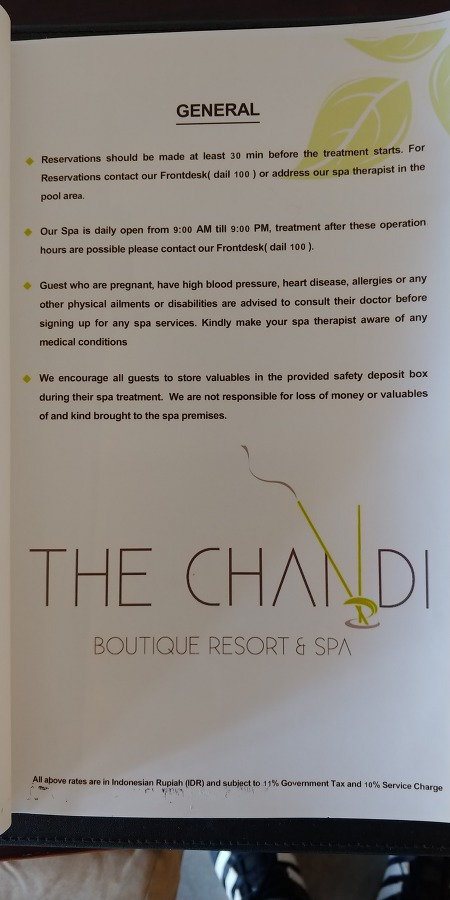 GENERAL
Reservations should be made at least 30 min before the treatment starts. For
Reservations contact our Frontdesk( dail 100 ) or address our spa therapist in the
pool area.
Our Spa is daily open from 9:00 AM till 9:00 PM, treatment after these operation
hours are possible please contact our Frontdesk( dail 100 ).
Guest who are pregnant, have high blood pressure, heart disease, allergies or any
other physical ailments or disabilities are advised to consult their doctor before
signing up for any spa services. Kindly make your spa therapist aware of any
medical conditions
We encourage all guests to store valuables in the provided safety deposit box
during their spa treatment. We are not responsible for loss of money or valuables
of and kind brought to the spa premises.
THE CHANDI
BOUTIQUE RESORT & SPA
All above rates are in Indonesian Rupiah (IDR) and subject to 11% Government Tax and 10% Service Charge